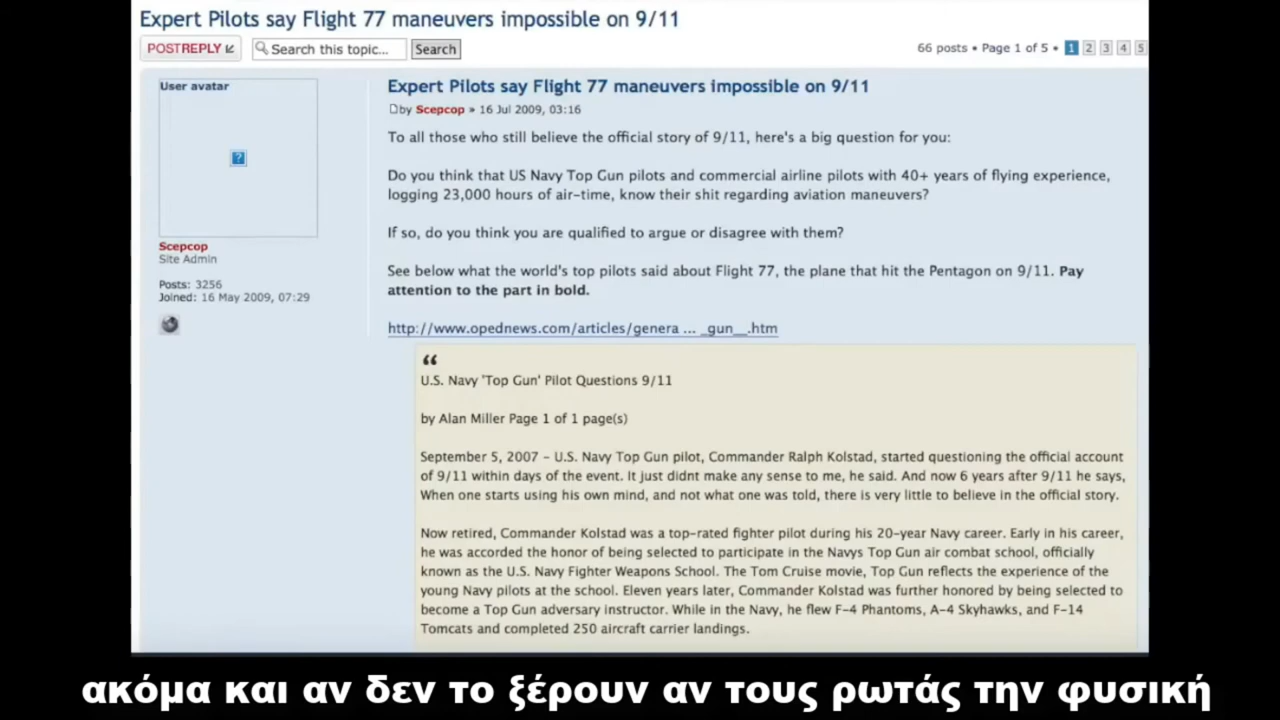 Expert Pilots say Flight 77 maneuvers impossible on 9/11
POSTREPLY Search this topic... Search 66 posts • Page 1 of 5 • 1 2 3 4 5
User avatar
Expert Pilots say Flight 77 maneuvers impossible on 9/11
by Scepcop » 16 Jul 2009, 03:16
To all those who still believe the official story of 9/11, here's a big question for you:
Do you think that US Navy Top Gun pilots and commercial airline pilots with 40+ years of flying experience,
logging 23,000 hours of air-time, know their shit regarding aviation maneuvers?
If so, do you think you are qualified to argue or disagree with them?
Scepcop
Site Admin
Posts: 3256
Joined: 16 May 2009, 07:29
See below what the world's top pilots said about Flight 77, the plane that hit the Pentagon on 9/11. Pay
attention to the part in bold.
http://www.opednews.com/articles/genera ... _gun__.htm
“
U.S. Navy 'Top Gun' Pilot Questions 9/11
by Alan Miller Page 1 of 1 page(s)
September 5, 2007 – U.S. Navy Top Gun pilot, Commander Ralph Kolstad, started questioning the official account
of 9/11 within days of the event. It just didnt make any sense to me, he said. And now 6 years after 9/11 he says,
When one starts using his own mind, and not what one was told, there is very little to believe in the official story.
Now retired, Commander Kolstad was a top-rated fighter pilot during his 20-year Navy career. Early in his career,
he was accorded the honor of being selected to participate in the Navys Top Gun air combat school, officially
known as the U.S. Navy Fighter Weapons School. The Tom Cruise movie, Top Gun reflects the experience of the
young Navy pilots at the school. Eleven years later, Commander Kolstad was further honored by being selected to
become a Top Gun adversary instructor. While in the Navy, he flew F-4 Phantoms, A-4 Skyhawks, and F-14
Tomcats and completed 250 aircraft carrier landings.
ακόμα και αν δεν το ξέρουν αν τους ρωτάς την φυσική